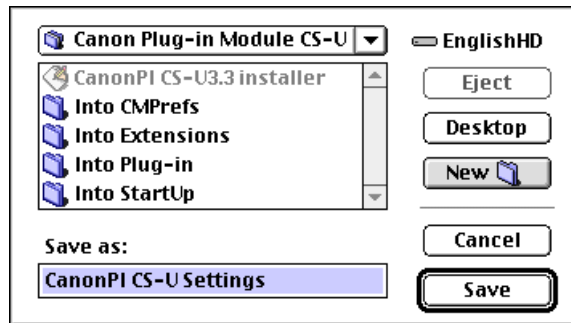 Canon Plug-in Module CS-U
EnglishHD
CanonPI CS-U3.3 installer
Into CMPrefs
Into Extensions
Into Plug-in
Into StartUp
Eject
Desktop
New
Save as:
CanonPI CS-U Settings
Cancel
Save